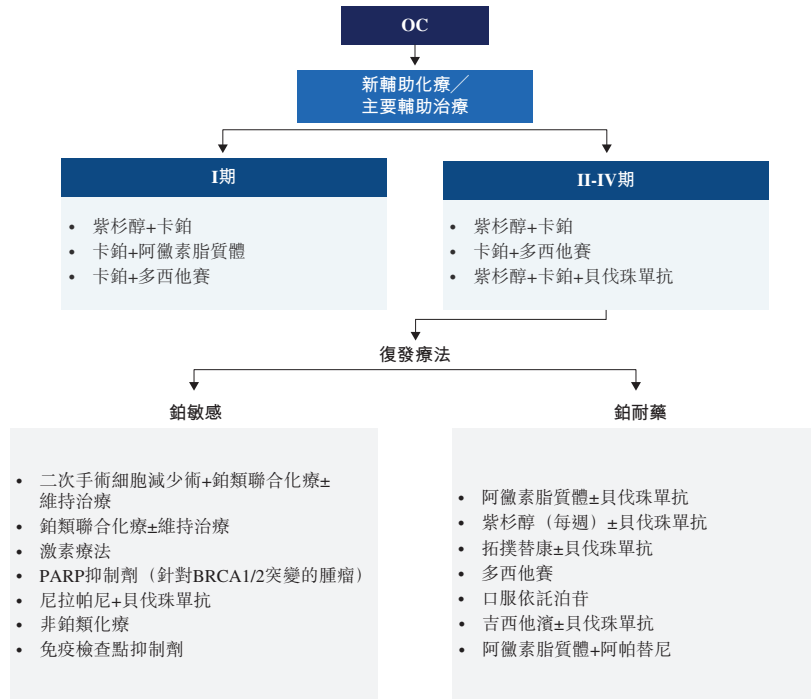 OC
新輔助化療／
主要輔助治療
I期
• 紫杉醇+卡鉑
• 卡鉑+阿黴素脂質體
• 卡鉑+多西他賽
II-IV期
• 紫杉醇+卡鉑
• 卡鉑+多西他賽
• 紫杉醇+卡鉑+貝伐珠單抗
復發療法
鉑敏感
• 二次手術細胞減少術+鉑類聯合化療±
維持治療
• 鉑類聯合化療±維持治療
• 激素療法
• PARP抑制劑（針對BRCA1/2突變的腫瘤）
• 尼拉帕尼+貝伐珠單抗
• 非鉑類化療
• 免疫檢查點抑制劑
鉑耐藥
• 阿黴素脂質體±貝伐珠單抗
• 紫杉醇（每週）±貝伐珠單抗
• 拓撲替康±貝伐珠單抗
• 多西他賽
• 口服依託泊苷
• 吉西他濱±貝伐珠單抗
• 阿黴素脂質體+阿帕替尼